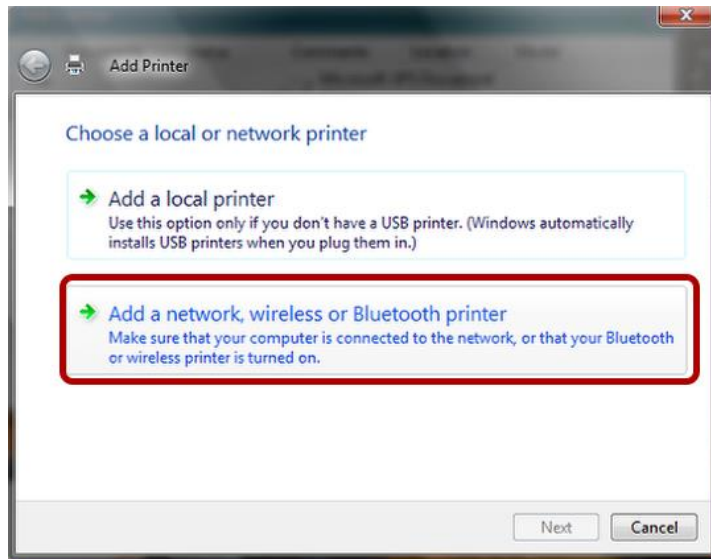 Add Printer
Choose a local or network printer
Add a local printer
Use this option only if you don't have a USB printer. (Windows automatically
installs USB printers when you plug them in.)
Add a network, wireless or Bluetooth printer
Make sure that your computer is connected to the network, or that your Bluetooth
or wireless printer is turned on.
Next
Cancel